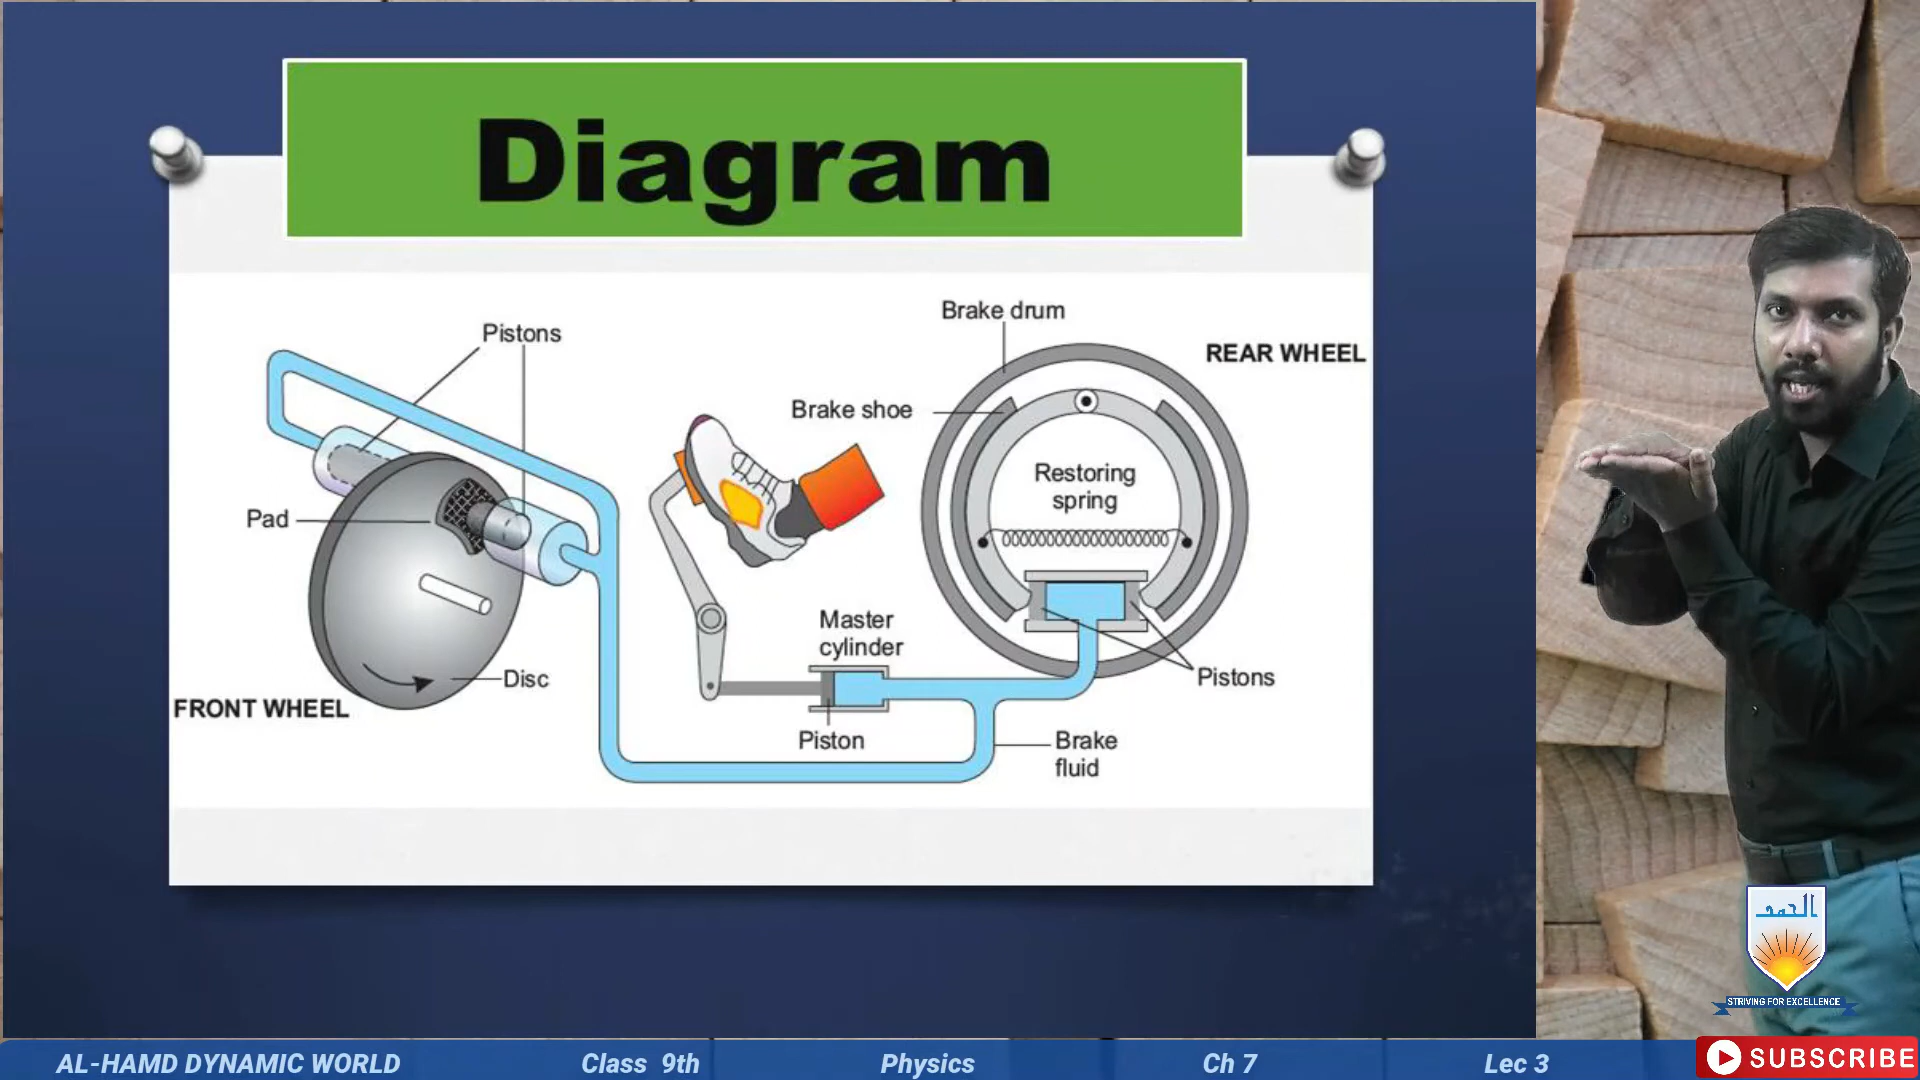 Diagram
Pistons
Brake drum
REAR WHEEL
Brake shoe
Restoring
spring
Pad
Master
cylinder
Disc
Pistons
FRONT WHEEL
Piston
Brake
fluid
الحمد
STRIVING FOR EXCELLENCE
AL-HAMD DYNAMIC WORLD Class 9th Physics Ch 7 Lec 3
SUBSCRIBE